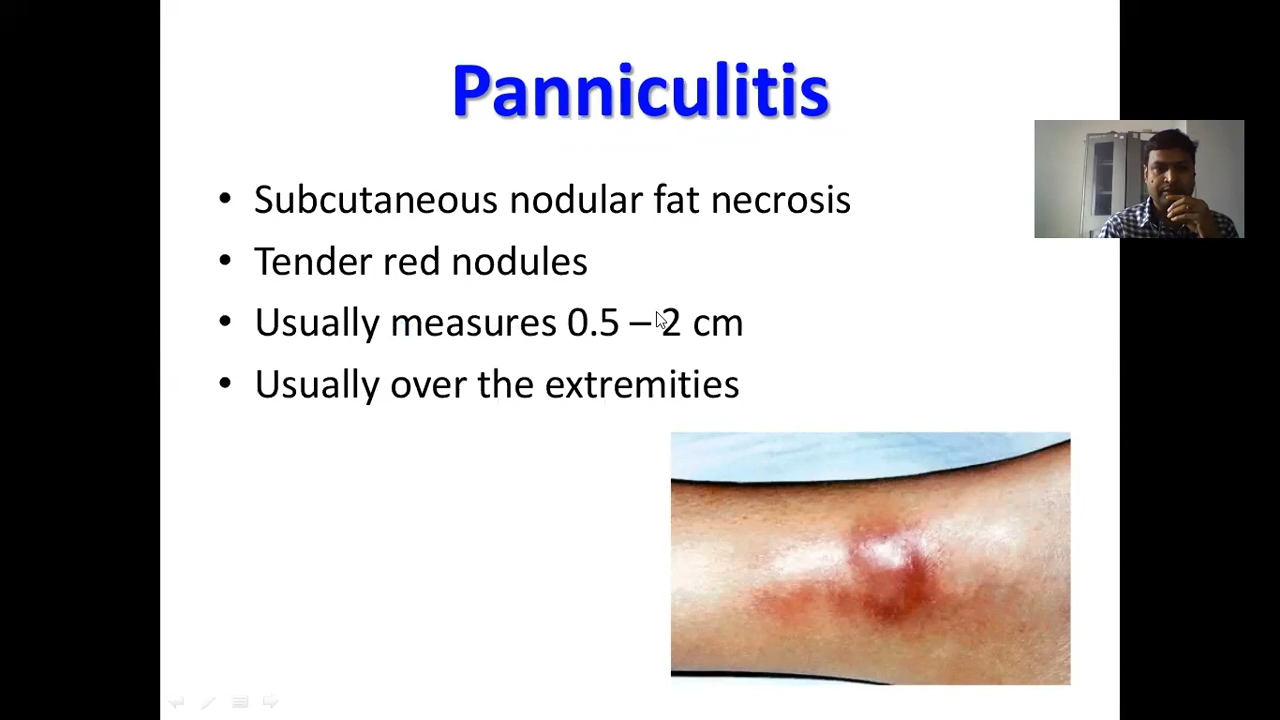 Panniculitis
• Subcutaneous nodular fat necrosis
• Tender red nodules
• Usually measures 0.5 – 2 cm
• Usually over the extremities